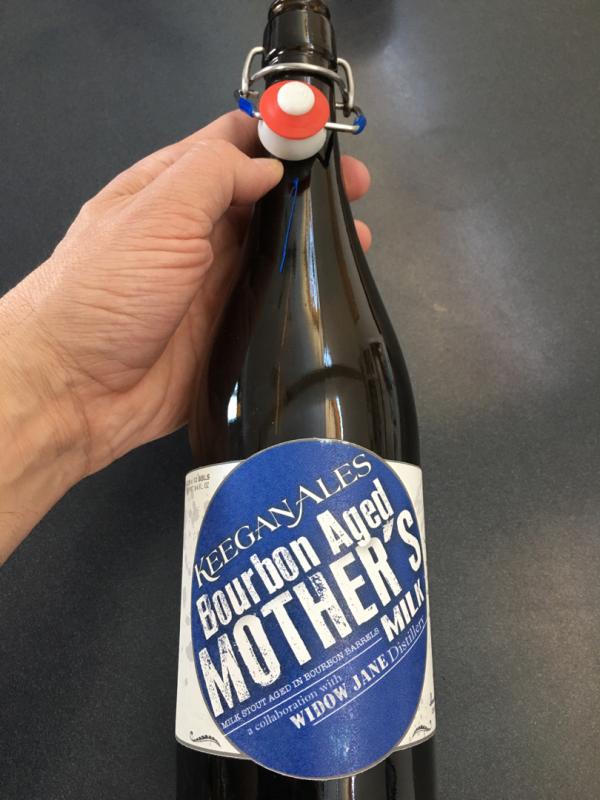 KEEGAN ALES
Bourbon Aged
MOTHER'S
MILK
MILK STOUT AGED IN BOURBON BARRELS
a collaboration with
WIDOW JANE Distillery